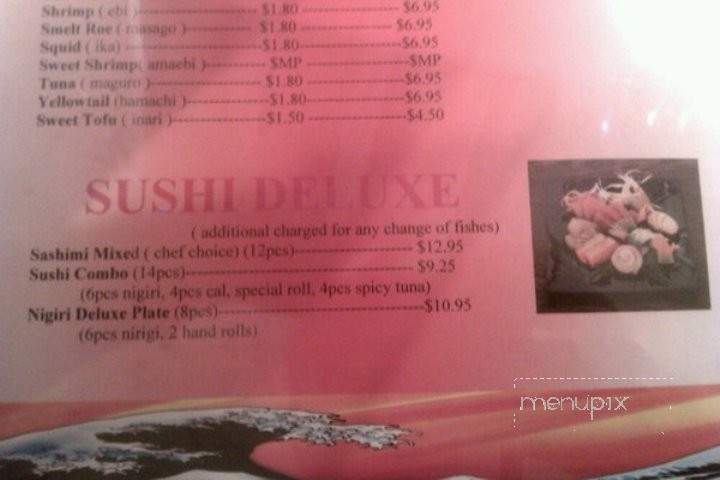 Shrimp ( ebi )---------------- $1.80 ------------------- $6.95
Smelt Roe ( masago )---------- $1.80 ------------------- $6.95
Squid ( ika) -------------------$1.80-------------------$6.95
Sweet Shrimp( amaebi )--------- $MP -------------------$MP
Tuna ( maguro )-----------------$1.80 ------------------$6.95
Yellowtail (hamachi )-------------$1.80------------------$6.95
Sweet Tofu ( inari )----------------$1.50 ------------------$4.50
SUSHI DELUXE
( additional charged for any change of fishes)
Sashimi Mixed ( chef choice) (12pcs)------------------------ $12.95
Sushi Combo (14pcs)--------------------------------------- $9.25
(6pcs nigiri, 4pcs cal, special roll, 4pcs spicy tuna)
Nigiri Deluxe Plate (8pcs)------------------------------------$10.95
(6pcs nirigi, 2 hand rolls)
menupix